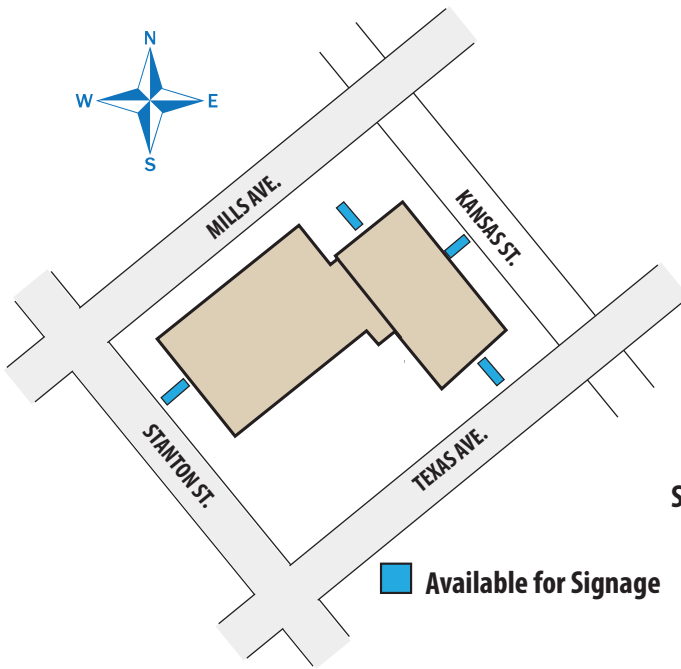 N
W
E
S
MILLS AVE.
KANSAS ST.
STANTON ST.
TEXAS AVE.
S
Available for Signage